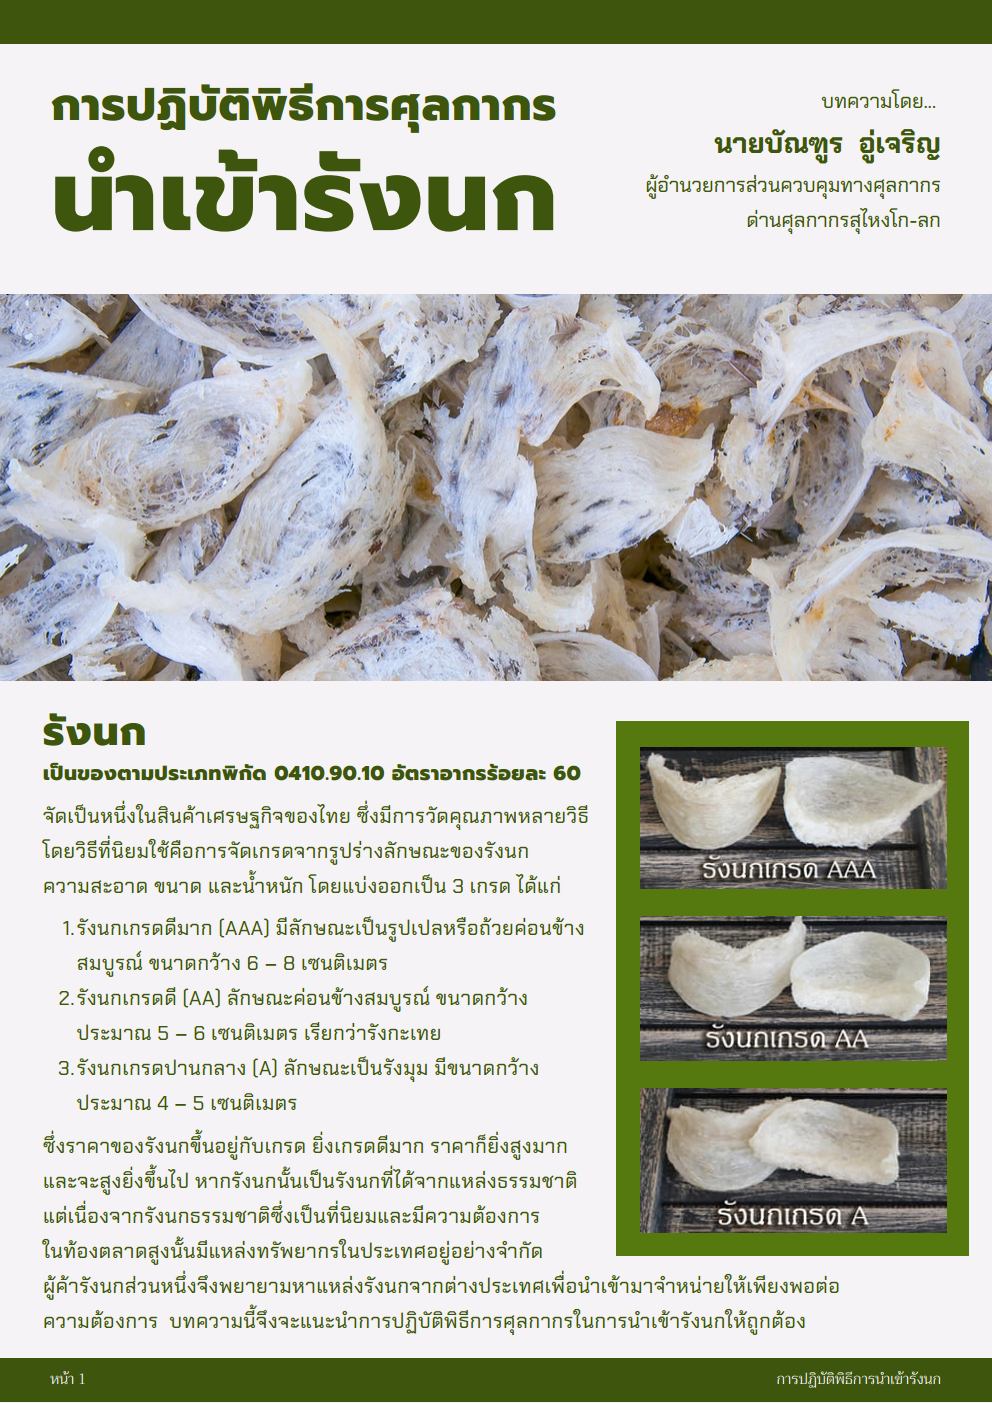 การปฏิบัติพิธีการศุลกากร
นำเข้ารังนก
บทความโดย...
นายบัณฑูร อู่เจริญ
ผู้อำนวยการส่วนควบคุมทางศุลกากร
ด่านศุลกากรสุไหงโก-ลก
รังนก
เป็นของตามประเภทพิกัด 0410.90.10 อัตราอากรร้อยละ 60
จัดเป็นหนึ่งในสินค้าเศรษฐกิจของไทย ซึ่งมีการวัดคุณภาพหลายวิธี
โดยวิธีที่นิยมใช้คือการจัดเกรดจากรูปร่างลักษณะของรังนก
ความสะอาด ขนาด และน้ำหนัก โดยแบ่งออกเป็น 3 เกรด ได้แก่
1.รังนกเกรดดีมาก (AAA) มีลักษณะเป็นรูปเปลหรือถ้วยค่อนข้าง
สมบูรณ์ ขนาดกว้าง 6 – 8 เซนติเมตร
2.รังนกเกรดดี (AA) ลักษณะค่อนข้างสมบูรณ์ ขนาดกว้าง
ประมาณ 5 – 6 เซนติเมตร เรียกว่ารังกะเทย
3.รังนกเกรดปานกลาง (A) ลักษณะเป็นรังมุม มีขนาดกว้าง
ประมาณ 4 – 5 เซนติเมตร
ซึ่งราคาของรังนกขึ้นอยู่กับเกรด ยิ่งเกรดดีมาก ราคาก็ยิ่งสูงมาก
และจะสูงยิ่งขึ้นไป หากรังนกนั้นเป็นรังนกที่ได้จากแหล่งธรรมชาติ
แต่เนื่องจากรังนกธรรมชาติซึ่งเป็นที่นิยมและมีความต้องการ
ในท้องตลาดสูงนั้นมีแหล่งทรัพยากรในประเทศอยู่อย่างจำกัด
ผู้ค้ารังนกส่วนหนึ่งจึงพยายามหาแหล่งรังนกจากต่างประเทศเพื่อนำเข้ามาจำหน่ายให้เพียงพอต่อ
ความต้องการ บทความนี้จึงจะแนะนำการปฏิบัติพิธีการศุลกากรในการนำเข้ารังนกให้ถูกต้อง
รังนกเกรด AAA
รังนกเกรด AA
รังนกเกรด A
หน้า 1
การปฏิบัติพิธีการนำเข้ารังนก